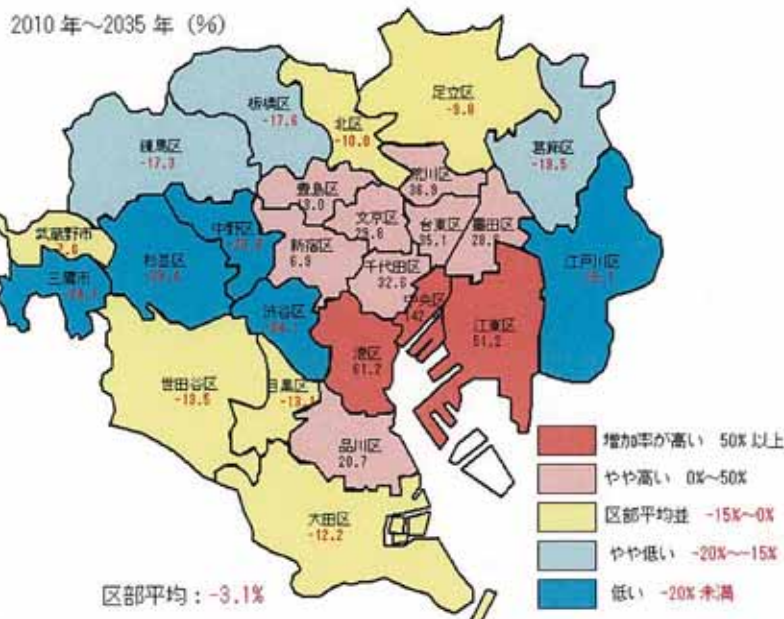 2010年～2035年（%）
足立区
-9.8
板橋区
-17.6
北区
-10.8
葛飾区
練馬区
-17.3
荒川区
36.9
豊島区
文京区
台東区
35.1
墨田区
武蔵野市
中野区
新宿区
6.9
千代田区
32.6
江戸川区
杉並区
三鷹市
渋谷区
中央区
江東区
51.2
港区
61.2
世田谷区
目黒区
品川区
20.7
大田区
-12.2
増加率が高い 50%以上
やや高い 0%～50%
区部平均並 -15%～0%
やや低い -20%～-15%
低い -20%未満
区部平均：-3.1%